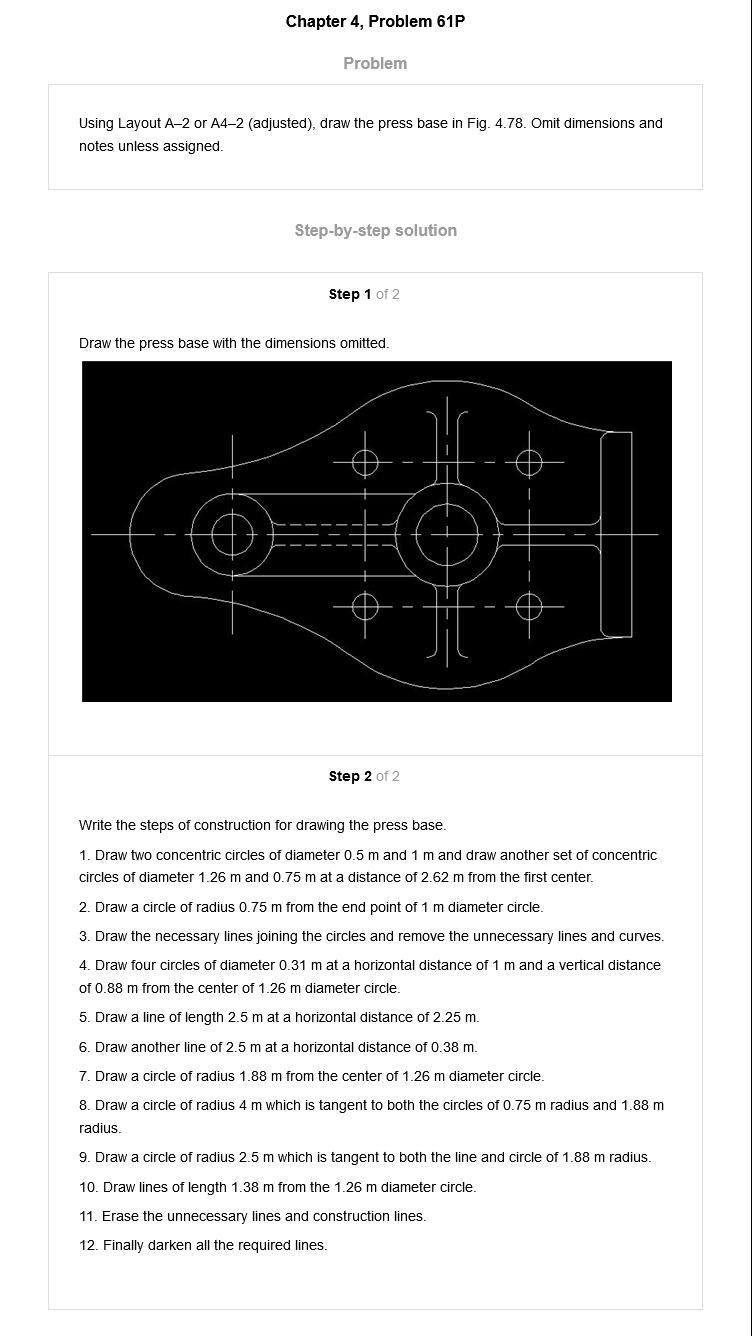 Chapter 4, Problem 61P
Problem
Using Layout A–2 or A4–2 (adjusted), draw the press base in Fig. 4.78. Omit dimensions and
notes unless assigned.
Step-by-step solution
Step 1 of 2
Draw the press base with the dimensions omitted.
Step 2 of 2
Write the steps of construction for drawing the press base.
1. Draw two concentric circles of diameter 0.5 m and 1 m and draw another set of concentric
circles of diameter 1.26 m and 0.75 m at a distance of 2.62 m from the first center.
2. Draw a circle of radius 0.75 m from the end point of 1 m diameter circle.
3. Draw the necessary lines joining the circles and remove the unnecessary lines and curves.
4. Draw four circles of diameter 0.31 m at a horizontal distance of 1 m and a vertical distance
of 0.88 m from the center of 1.26 m diameter circle.
5. Draw a line of length 2.5 m at a horizontal distance of 2.25 m.
6. Draw another line of 2.5 m at a horizontal distance of 0.38 m.
7. Draw a circle of radius 1.88 m from the center of 1.26 m diameter circle.
8. Draw a circle of radius 4 m which is tangent to both the circles of 0.75 m radius and 1.88 m
radius.
9. Draw a circle of radius 2.5 m which is tangent to both the line and circle of 1.88 m radius.
10. Draw lines of length 1.38 m from the 1.26 m diameter circle.
11. Erase the unnecessary lines and construction lines.
12. Finally darken all the required lines.